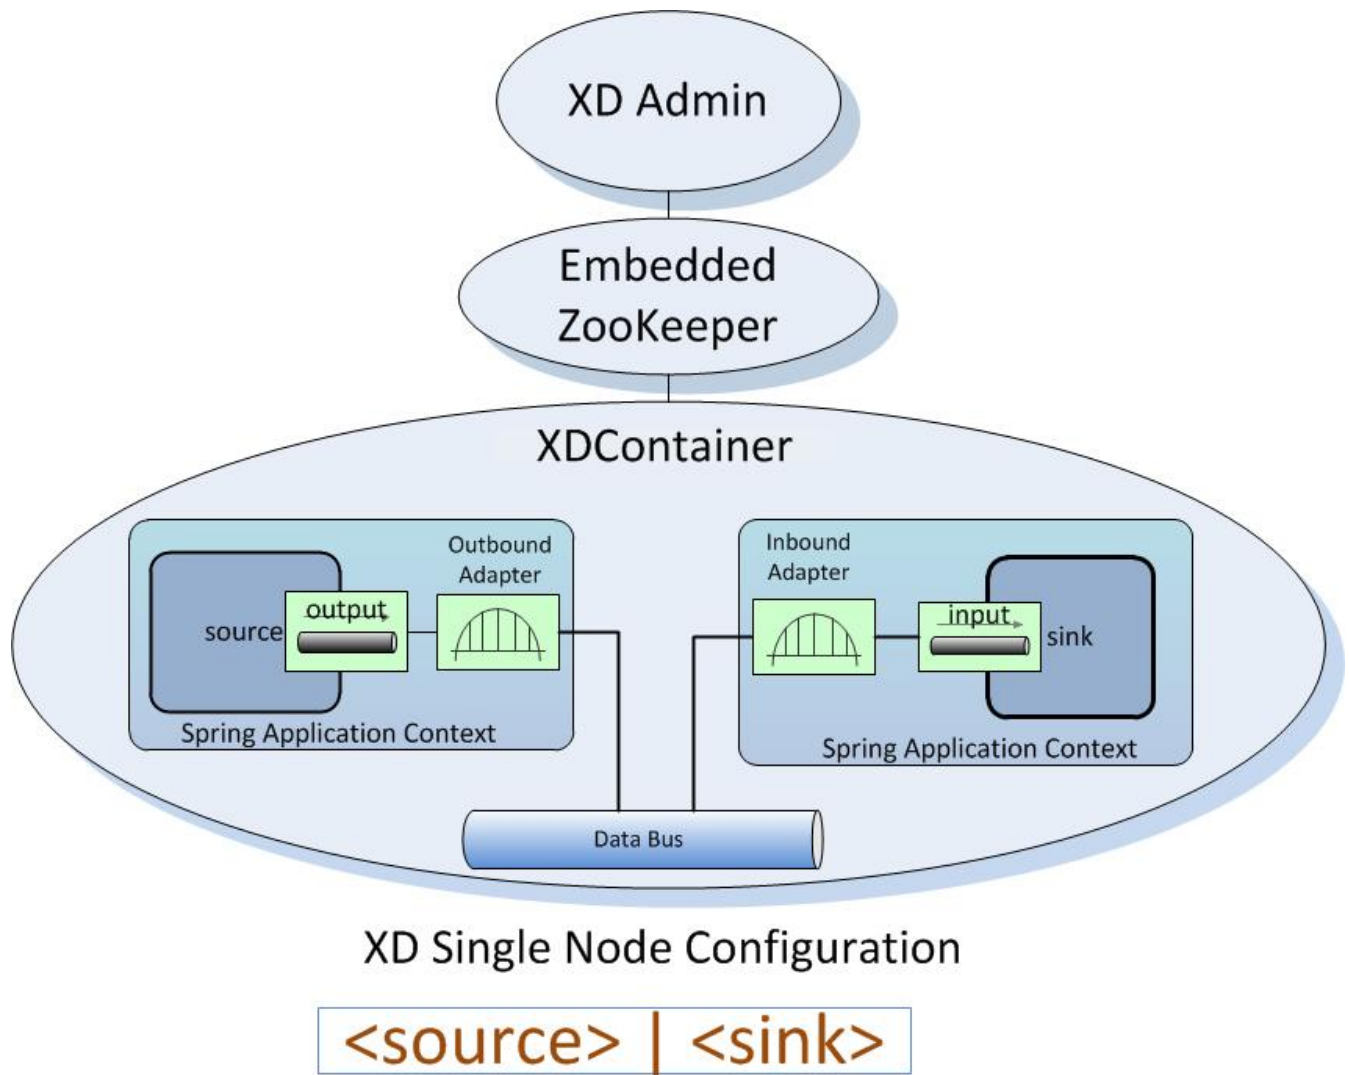 XD Admin
Embedded
ZooKeeper
XDContainer
Outbound
Adapter
output
source
Spring Application Context
Inbound
Adapter
input
sink
Spring Application Context
Data Bus
XD Single Node Configuration
<source> | <sink>